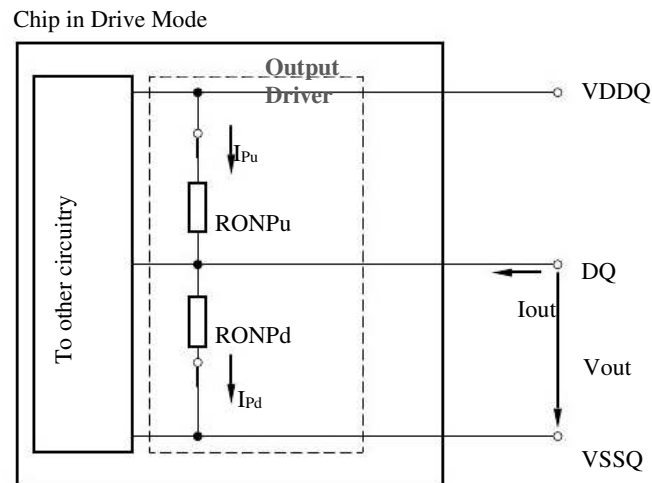 Chip in Drive Mode
Output
Driver
VDDQ
IPu
RONPu
To other circuitry
DQ
Iout
RONPd
Vout
IPd
VSSQ